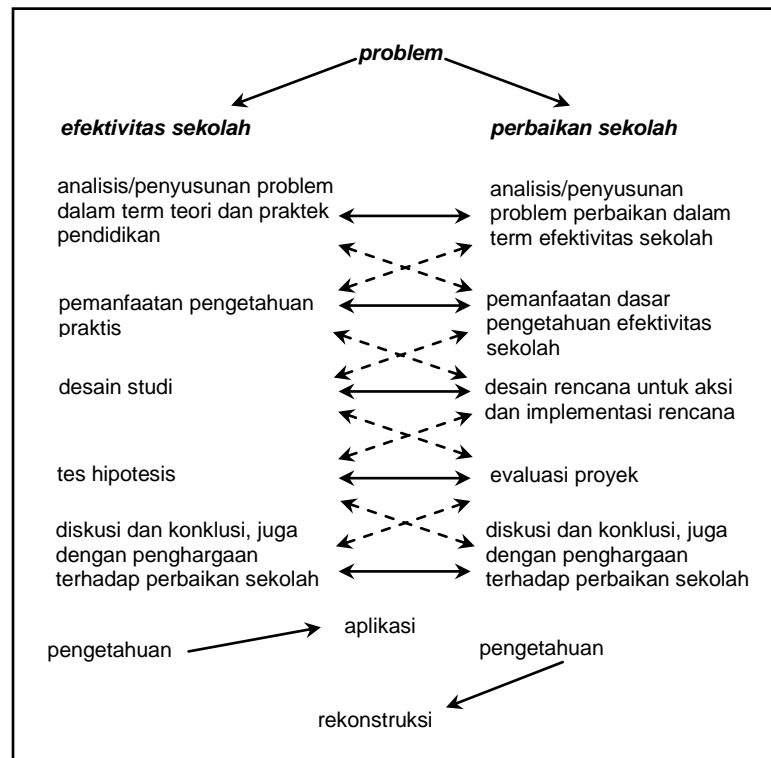 problem
efektivitas sekolah
perbaikan sekolah
analisis/penyusunan problem
dalam term teori dan praktek
pendidikan
analisis/penyusunan
problem perbaikan dalam
term efektivitas sekolah
pemanfaatan pengetahuan
praktis
pemanfaatan dasar
pengetahuan efektivitas
sekolah
desain studi
desain rencana untuk aksi
dan implementasi rencana
tes hipotesis
evaluasi proyek
diskusi dan konklusi, juga
dengan penghargaan
terhadap perbaikan sekolah
diskusi dan konklusi, juga
dengan penghargaan
terhadap perbaikan sekolah
pengetahuan
aplikasi
pengetahuan
rekonstruksi